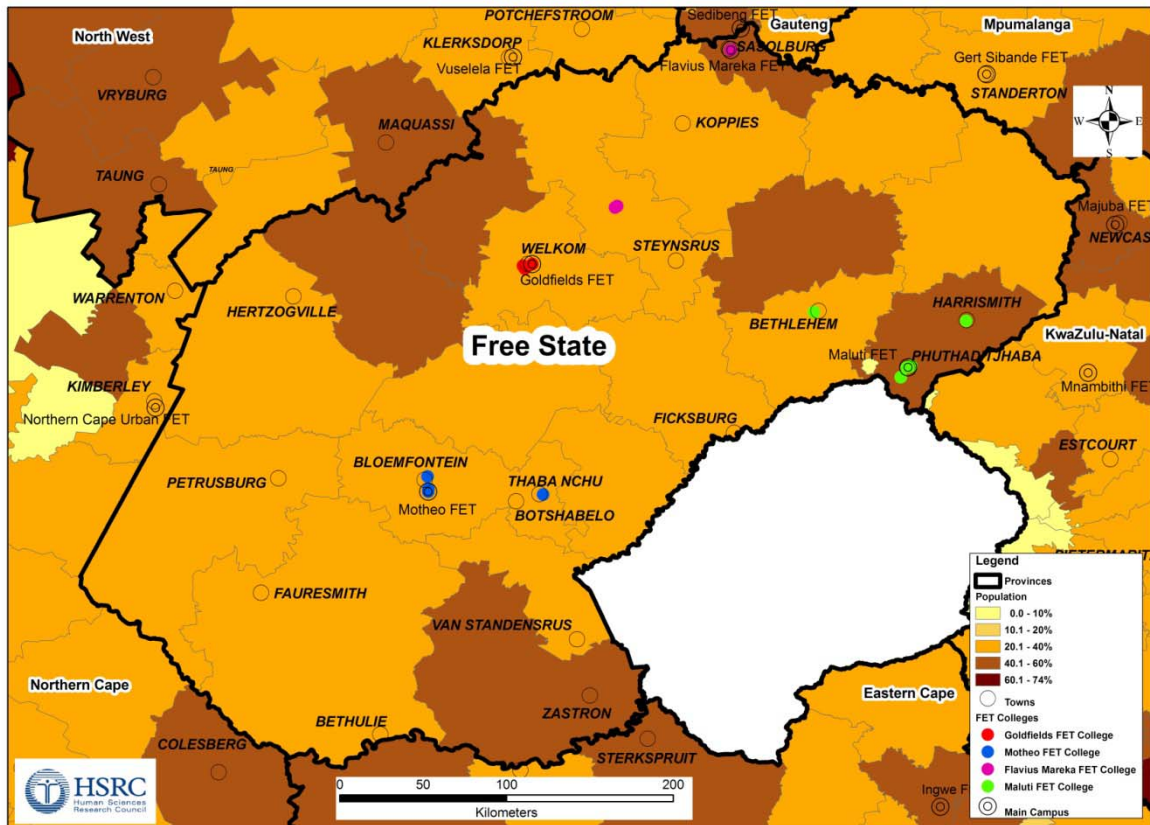 POTCHEFSTROOM
Sedibeng FET
Gauteng
Mpumalanga
North West
KLERKSDORP
Vuselela FET
SASOLBURG
Flavius Mareka FET
Gert Sibande FET
STANDERTON
VRYBURG
MAQUASSI
KOPPIES
N
W E
S
TAUNG
TAUNG
Majuba FET
NEWCAS
WELKOM
Goldfields FET
STEYNSRUS
WARRENTON
HERTZOGVILLE
HARRISMITH
BETHLEHEM
KwaZulu-Natal
Free State
Maluti FET
PHUTHADITJHABA
Mnambithi FET
KIMBERLEY
Northern Cape Urban FET
FICKSBURG
ESTCOURT
BLOEMFONTEIN
PETRUSBURG
THABA NCHU
Motheo FET
BOTSHABELO
FAURESMITH
VAN STANDENSRUS
Northern Cape
Eastern Cape
ZASTRON
BETHULIE
COLESBERG
STERKSPRUIT
Ingwe F
Legend
Provinces
Population
0.0 - 10%
10.1 - 20%
20.1 - 40%
40.1 - 60%
60.1 - 74%
Towns
FET Colleges
Goldfields FET College
Motheo FET College
Flavius Mareka FET College
Maluti FET College
Main Campus
HSRC
Human Sciences
Research Council
0 50 100 200
Kilometers